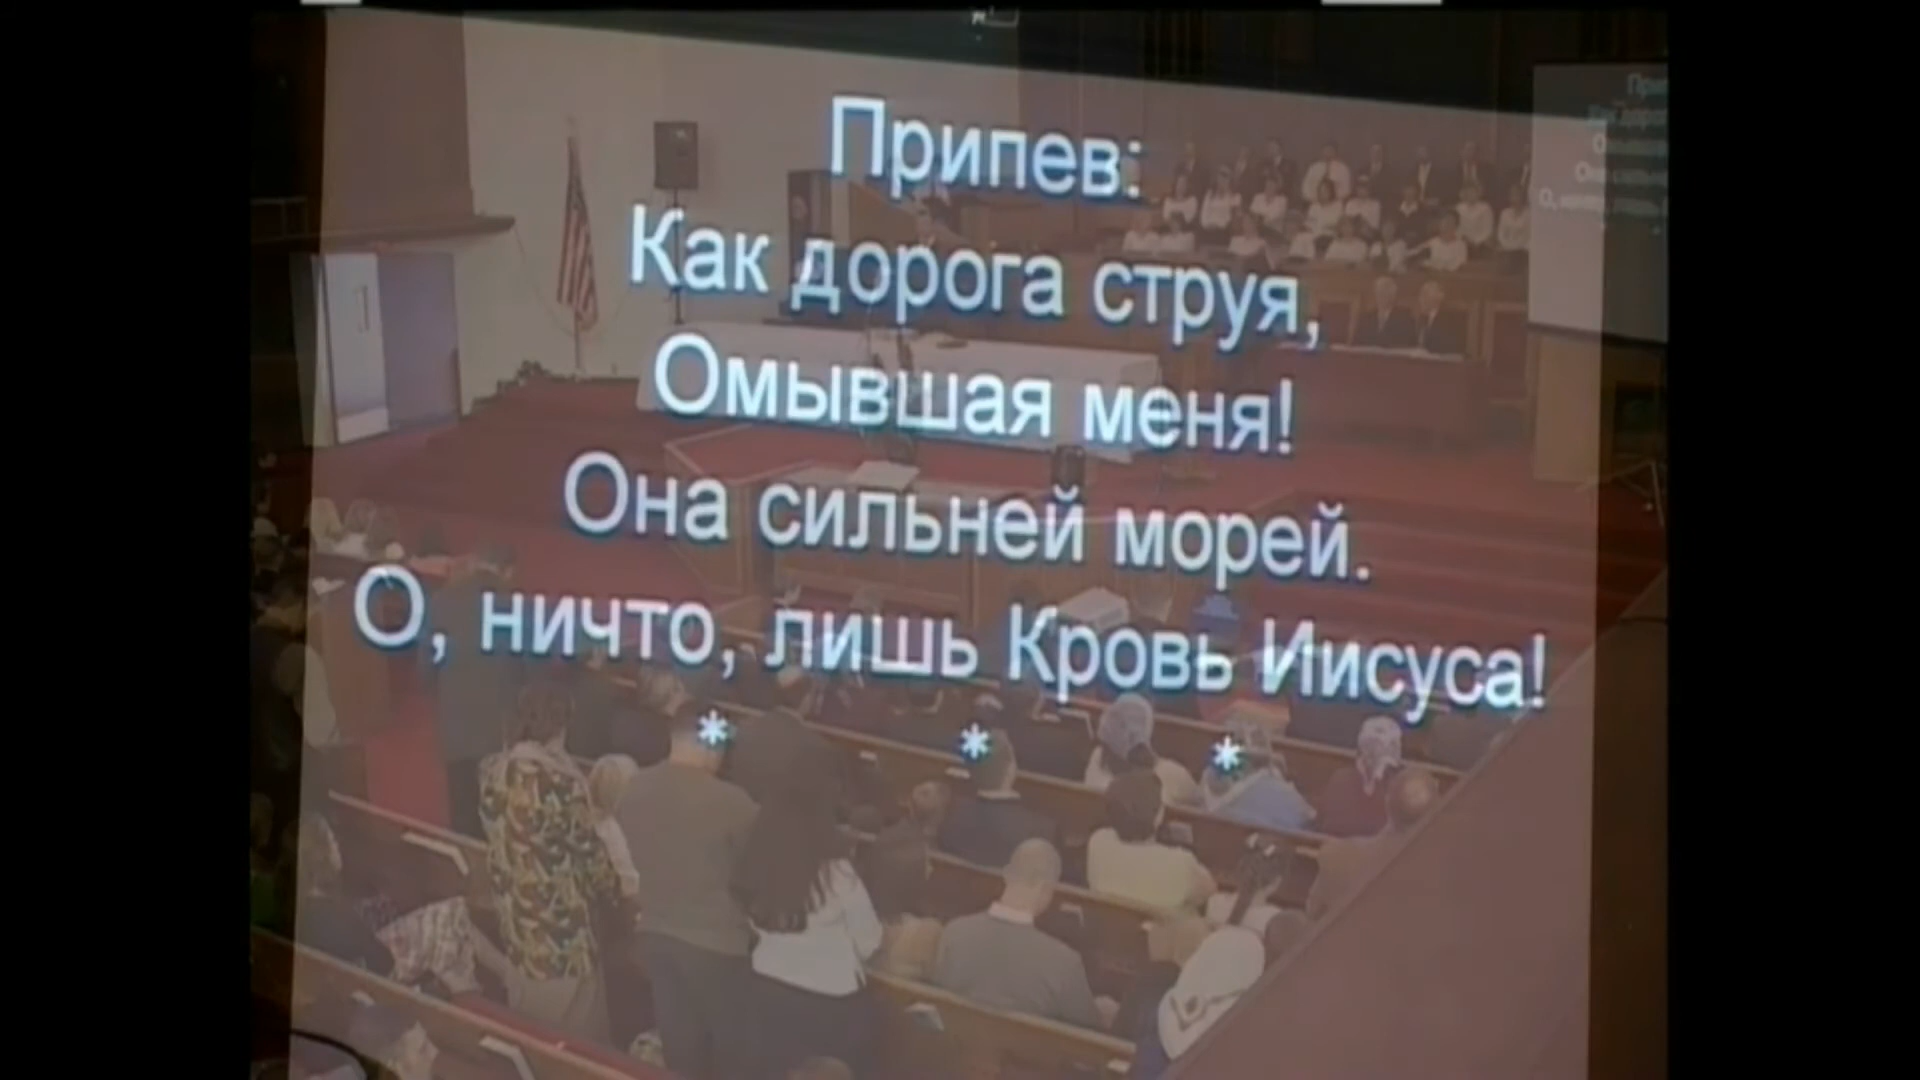 Припев:
Как дорога струя,
Омывшая меня!
Она сильней морей.
О, ничто, лишь Кровь Иисуса!
* * *